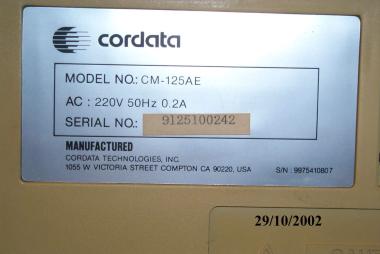 cordata
MODEL NO.: CM-125AE
AC : 220V 50Hz 0.2A
SERIAL NO.: 9125100242
MANUFACTURED
CORDATA TECHNOLOGIES, INC.
1055 W VICTORIA STREET COMPTON CA 90220, USA
S/N : 9975410807
29/10/2002